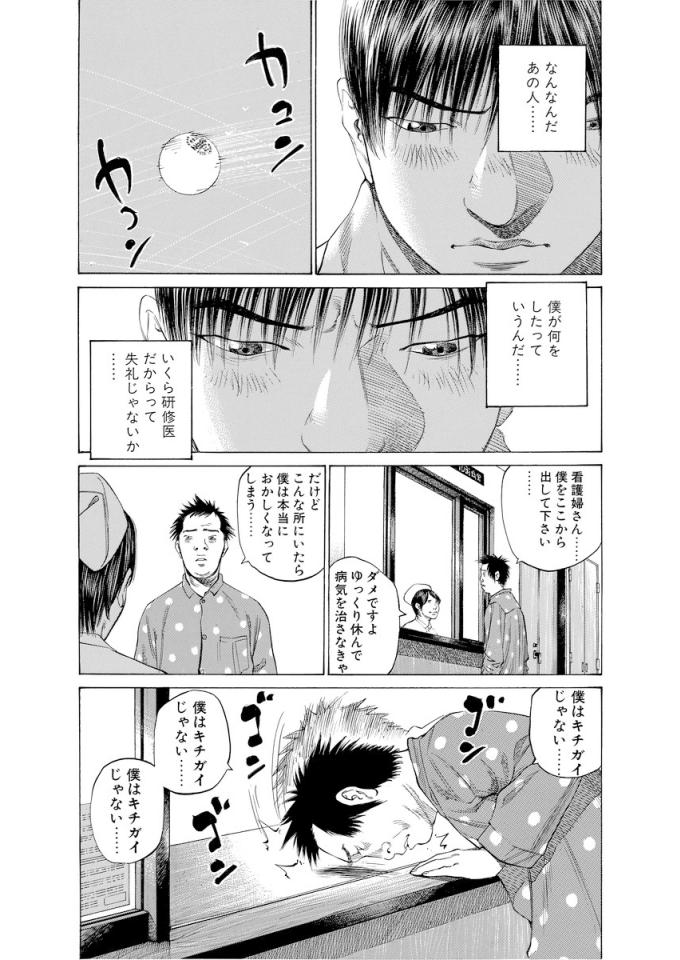 なんなんだ
あの人……
カコン
カコン
僕が何を
したって
いうんだ……
いくら研修医
だからって
失礼じゃないか
……
看護婦さん……
僕をここから
出して下さい
ダメですよ
ゆっくり休んで
病気を治さなきゃ
だけど
こんな所にいたら
僕は本当に
おかしくなって
しまう……
僕はキチガイ
じゃない……
ゴン
僕はキチガイ
じゃない……
ゴン
僕はキチガイ
じゃない……